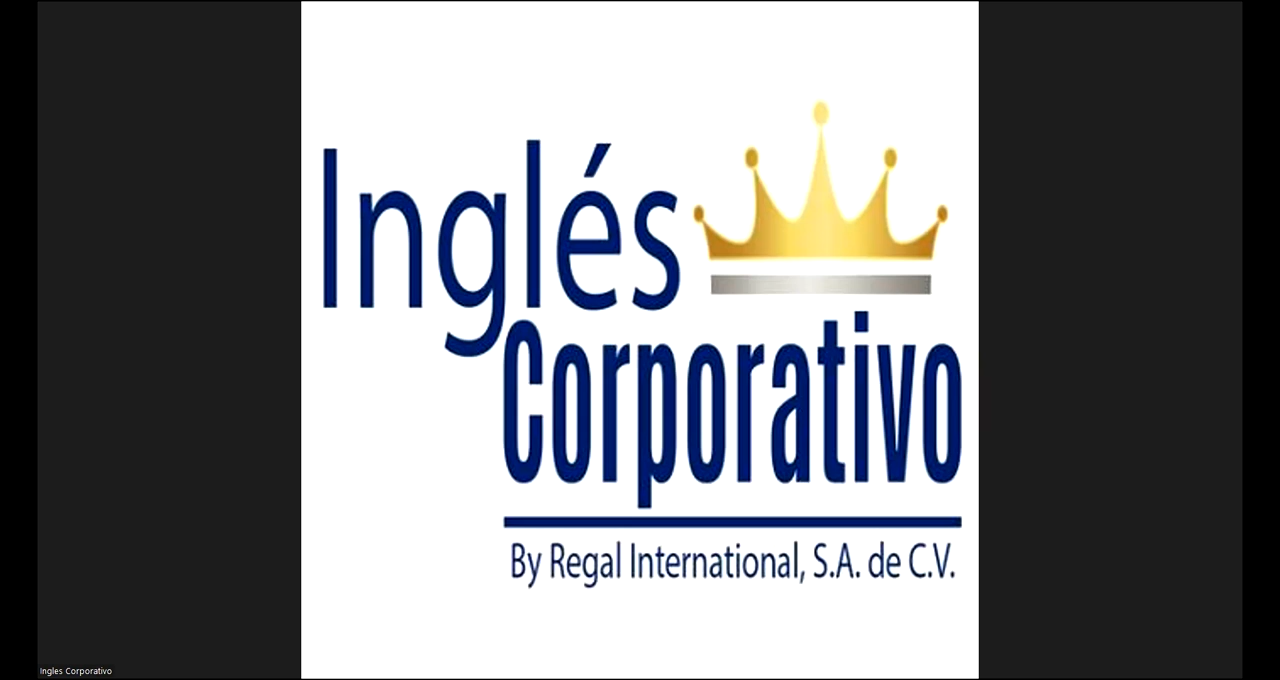 Inglés
Corporativo
By Regal International, S.A. de C.V.
Ingles Corporativo